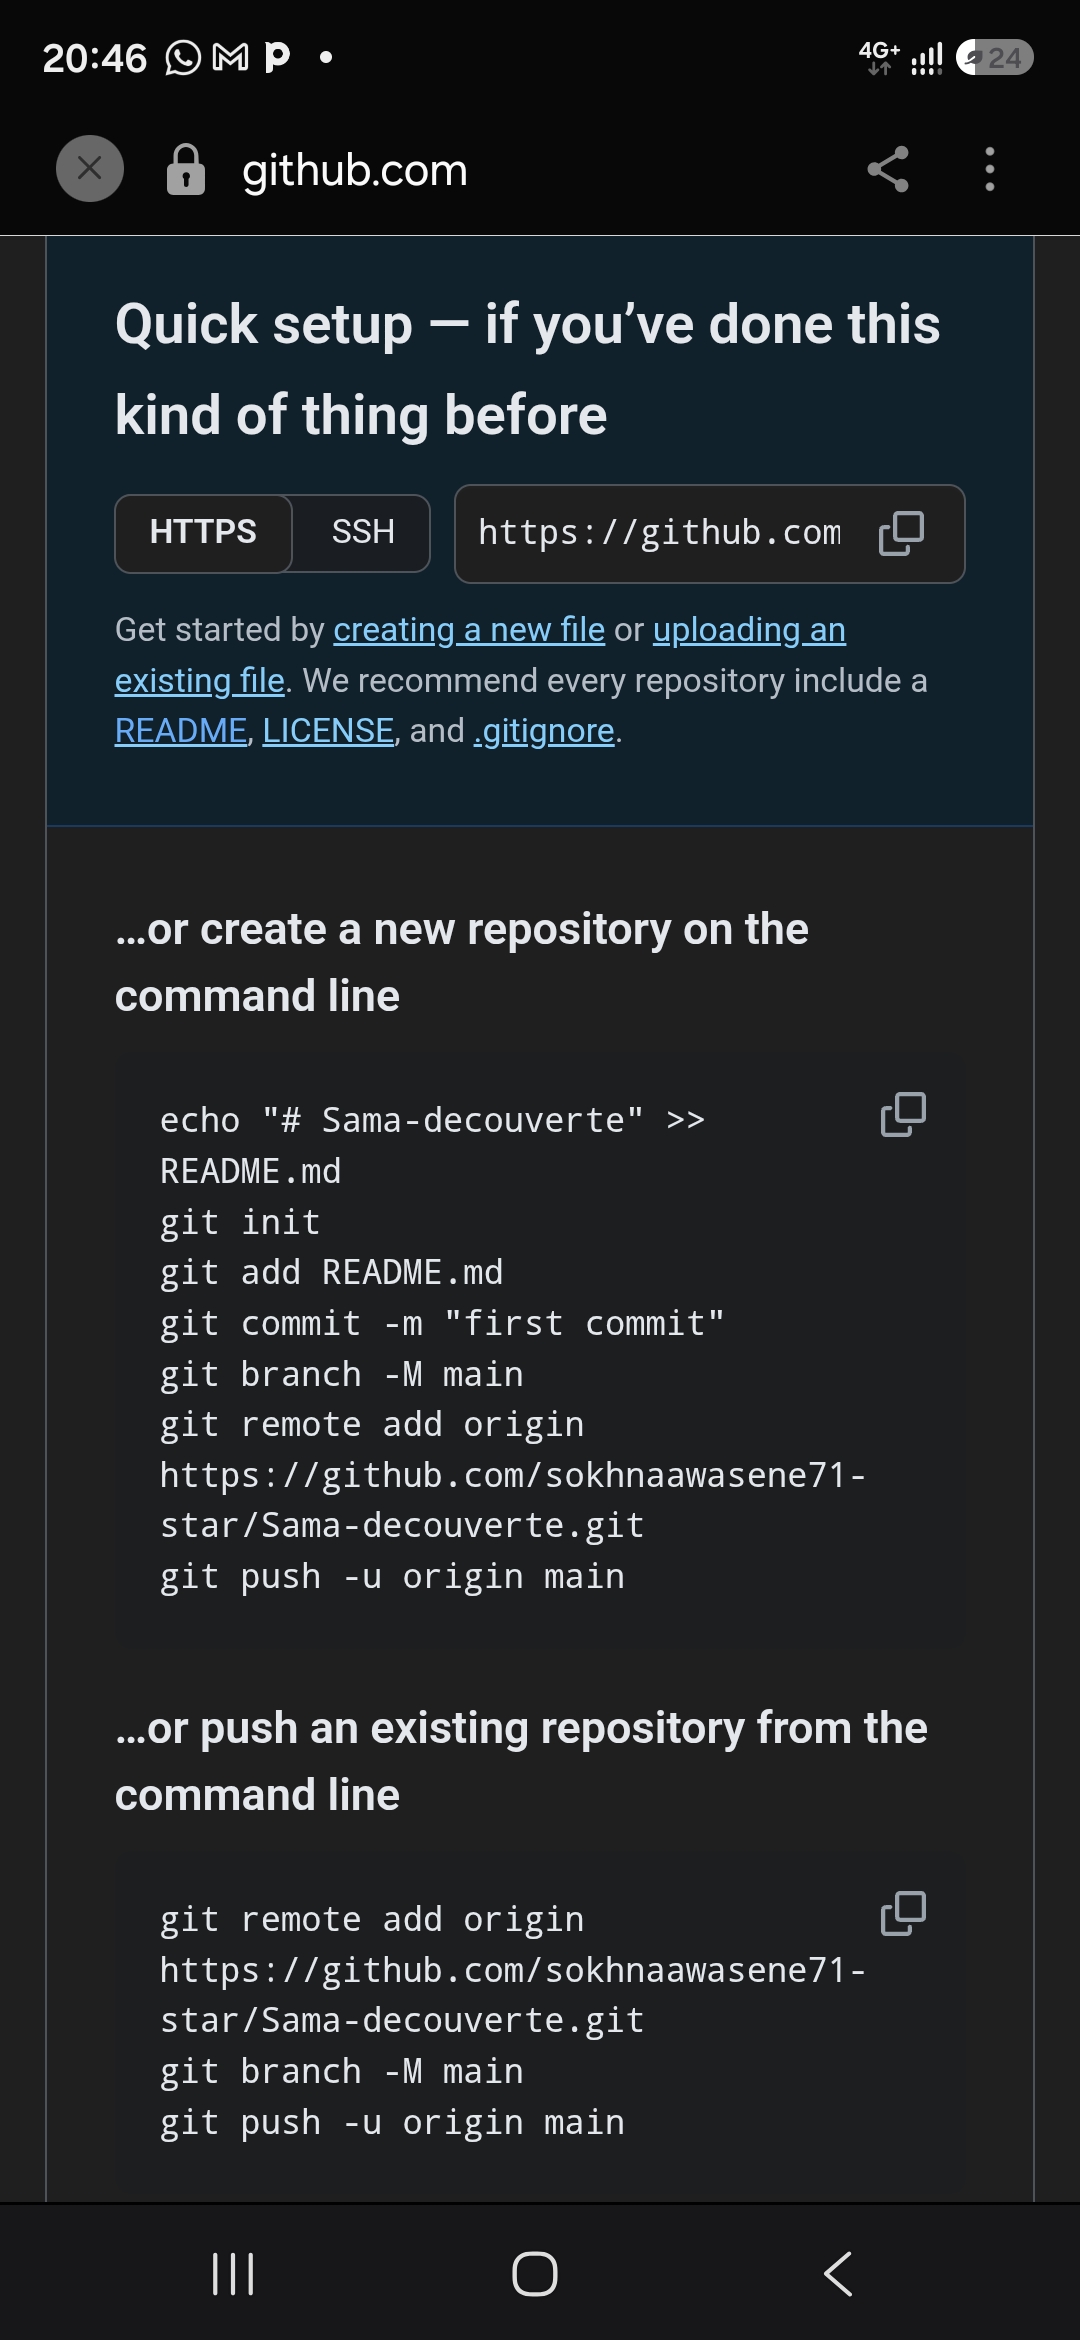 20:46
4G+
24
github.com
Quick setup — if you’ve done this
kind of thing before
HTTPS SSH https://github.com
Get started by creating a new file or uploading an
existing file. We recommend every repository include a
README, LICENSE, and .gitignore.
…or create a new repository on the
command line
echo "# Sama-decouverte" >>
README.md
git init
git add README.md
git commit -m "first commit"
git branch -M main
git remote add origin
https://github.com/sokhnaawasene71-
star/Sama-decouverte.git
git push -u origin main
…or push an existing repository from the
command line
git remote add origin
https://github.com/sokhnaawasene71-
star/Sama-decouverte.git
git branch -M main
git push -u origin main